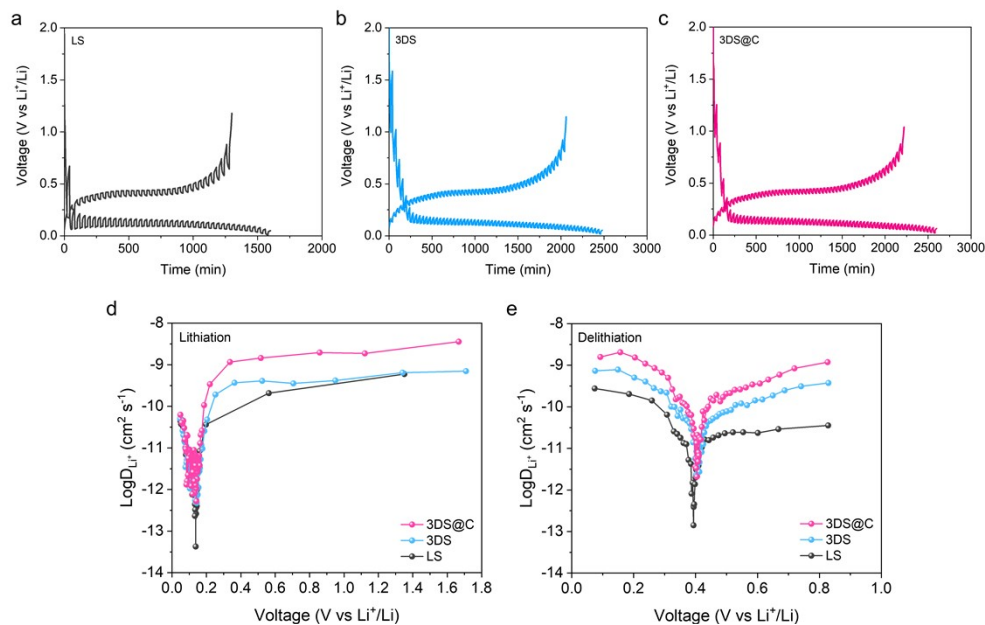 a
LS
Voltage (V vs Li⁺/Li)
2.0
1.5
1.0
0.5
0.0
0
500
1000
1500
2000
Time (min)
b
3DS
Voltage (V vs Li⁺/Li)
2.0
1.5
1.0
0.5
0.0
0
500
1000
1500
2000
2500
3000
Time (min)
c
3DS@C
Voltage (V vs Li⁺/Li)
2.0
1.5
1.0
0.5
0.0
0
500
1000
1500
2000
2500
3000
Time (min)
d
Lithiation
LogD_Li⁺ (cm² s⁻¹)
-8
-9
-10
-11
-12
-13
-14
3DS@C
3DS
LS
0.0
0.2
0.4
0.6
0.8
1.0
1.2
1.4
1.6
1.8
Voltage (V vs Li⁺/Li)
e
Delithiation
LogD_Li⁺ (cm² s⁻¹)
-8
-9
-10
-11
-12
-13
-14
3DS@C
3DS
LS
0.0
0.2
0.4
0.6
0.8
1.0
Voltage (V vs Li⁺/Li)